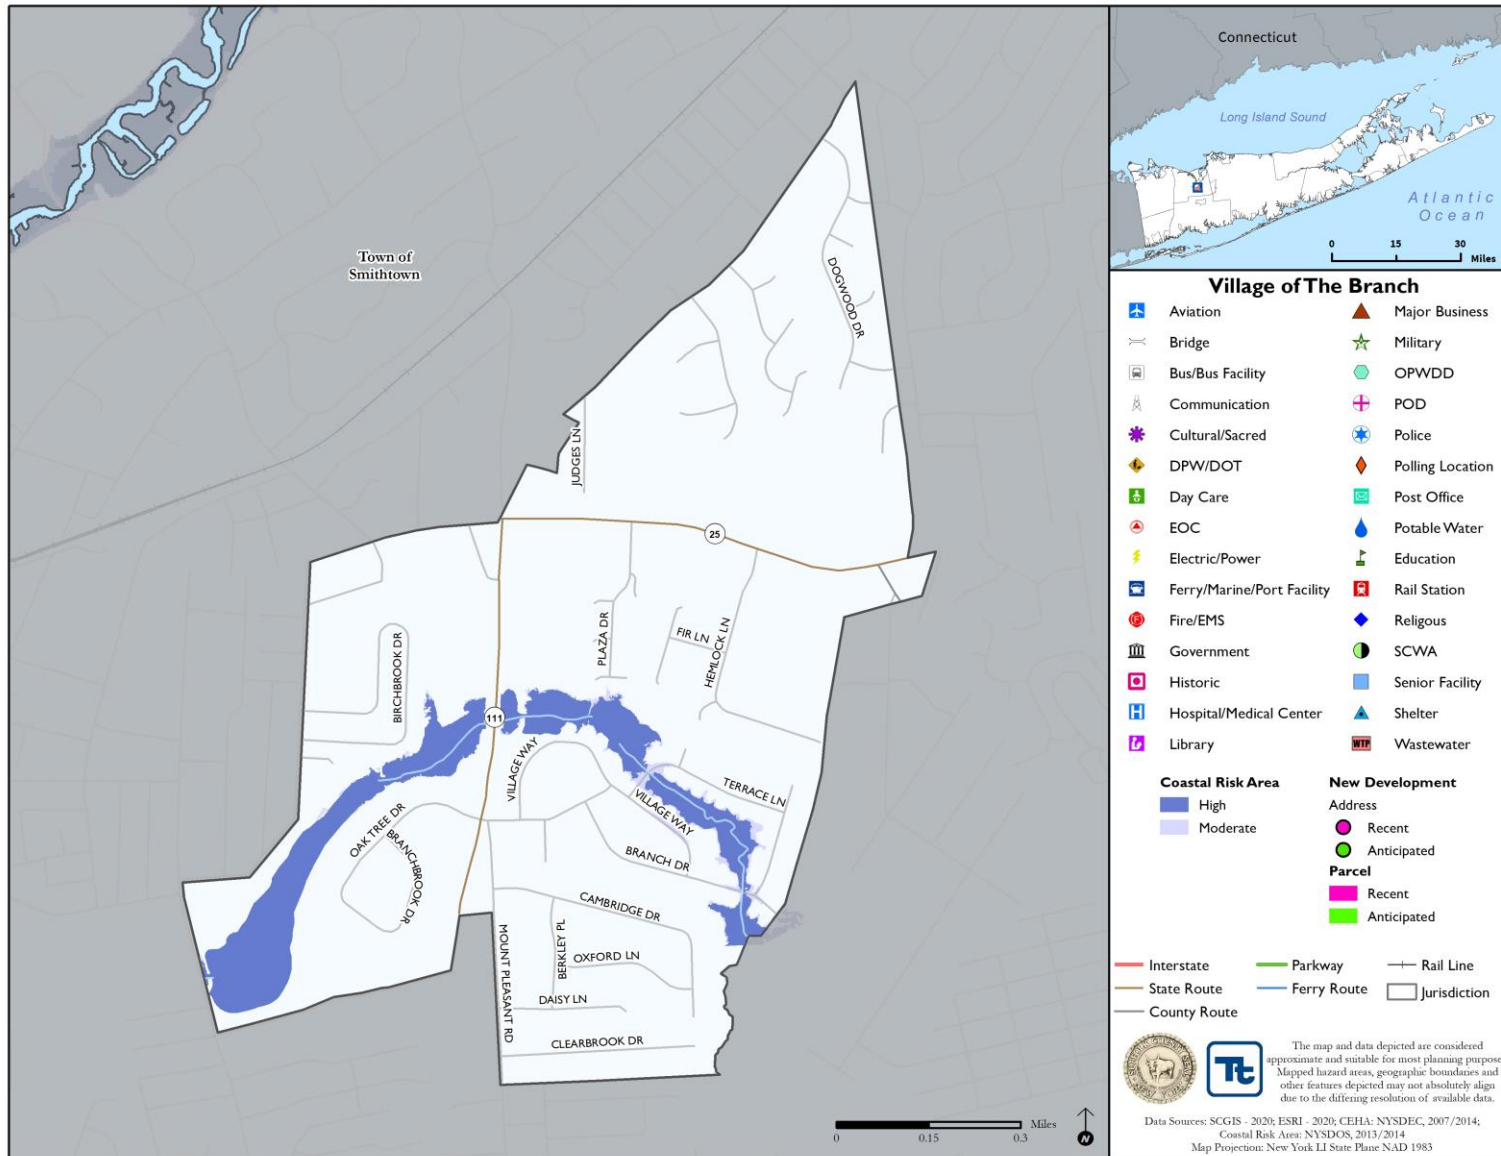 Town of
Smithtown
DOGWOOD DR
JUDGES LN
25
PLAZA DR
FIR LN
HEMLOCK LN
BIRCHBROOK DR
111
VILLAGE WAY
TERRACE LN
VILLAGE WAY
OAK TREE DR
BRANCHBROOK DR
BRANCH DR
CAMBRIDGE DR
BERKLEY PL
OXFORD LN
MOUNT PLEASANT RD
DAISY LN
CLEARBROOK DR
0 0.15 0.3 Miles
N
Connecticut
Long Island Sound
Atlantic
Ocean
0 15 30
Miles
Village of The Branch
Aviation
Bridge
Bus/Bus Facility
Communication
Cultural/Sacred
DPW/DOT
Day Care
EOC
Electric/Power
Ferry/Marine/Port Facility
Fire/EMS
Government
Historic
Hospital/Medical Center
Library
Major Business
Military
OPWDD
POD
Police
Polling Location
Post Office
Potable Water
Education
Rail Station
Religous
SCWA
Senior Facility
Shelter
WTP Wastewater
Coastal Risk Area
High
Moderate
New Development
Address
Recent
Anticipated
Parcel
Recent
Anticipated
Interstate
State Route
County Route
Parkway
Ferry Route
Rail Line
Jurisdiction
Tt
The map and data depicted are considered
approximate and suitable for most planning purpose
Mapped hazard areas, geographic boundaries and
other features depicted may not absolutely align
due to the differing resolution of available data.
Data Sources: SCGIS - 2020; ESRI - 2020; CEHA: NYSDEC, 2007/2014;
Coastal Risk Area: NYSDOS, 2013/2014
Map Projection: New York LI State Plane NAD 1983